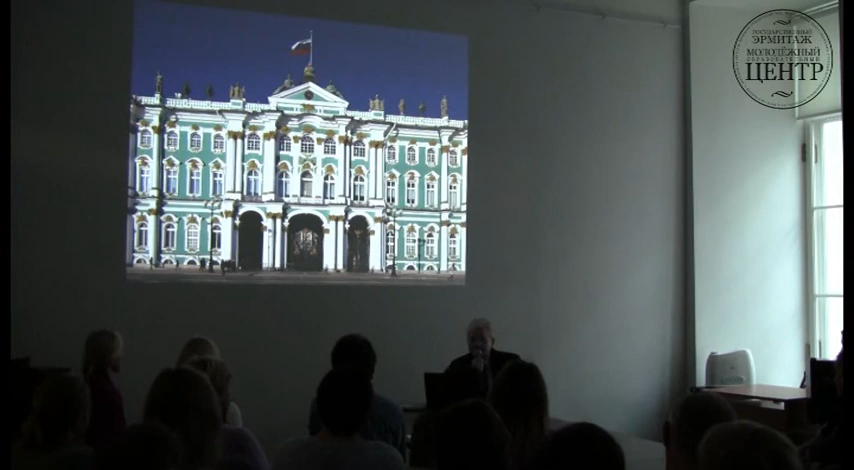 ГОСУДАРСТВЕННЫЙ
ЭРМИТАЖ
МОЛОДЁЖНЫЙ
ОБРАЗОВАТЕЛЬНЫЙ
ЦЕНТР